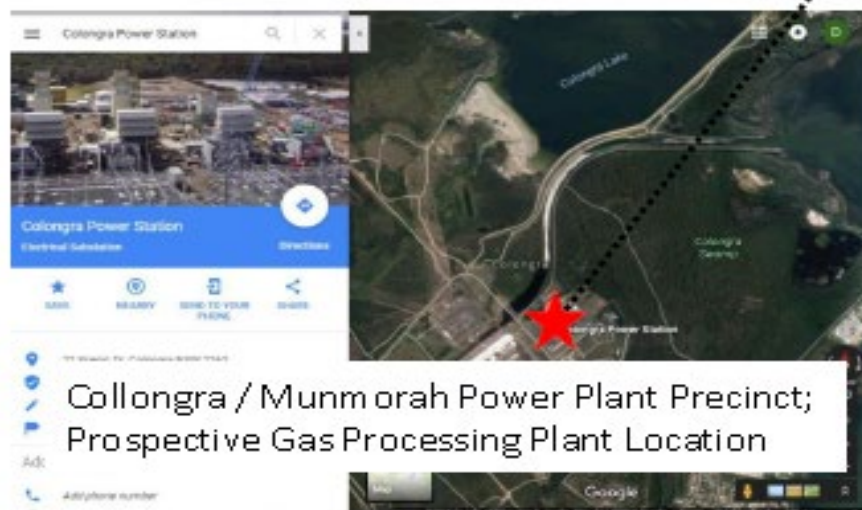 Colongra Power Station
Colongra Lake
Colongra Power Station
Electrical Substation
Directions
SAVE
NEARBY
SEND TO YOUR PHONE
SHARE
Colongra
Colongra Swamp
Colongra Power Station
Collongra / Munmorah Power Plant Precinct;
Prospective Gas Processing Plant Location
Add phone number
Map
Google
D